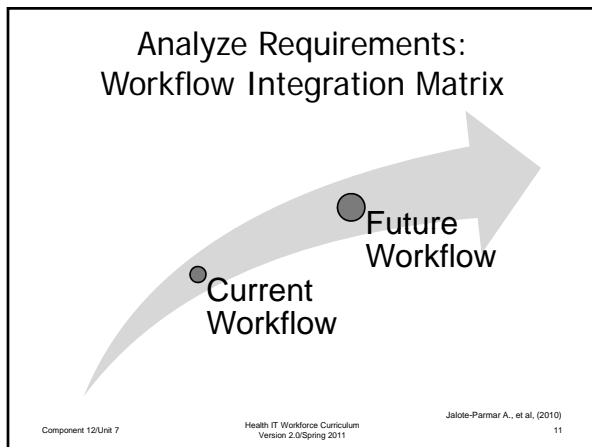 Analyze Requirements:
Workflow Integration Matrix
Future
Workflow
Current
Workflow
Jalote-Parmar A., et al, (2010)
Component 12/Unit 7
Health IT Workforce Curriculum
Version 2.0/Spring 2011
11